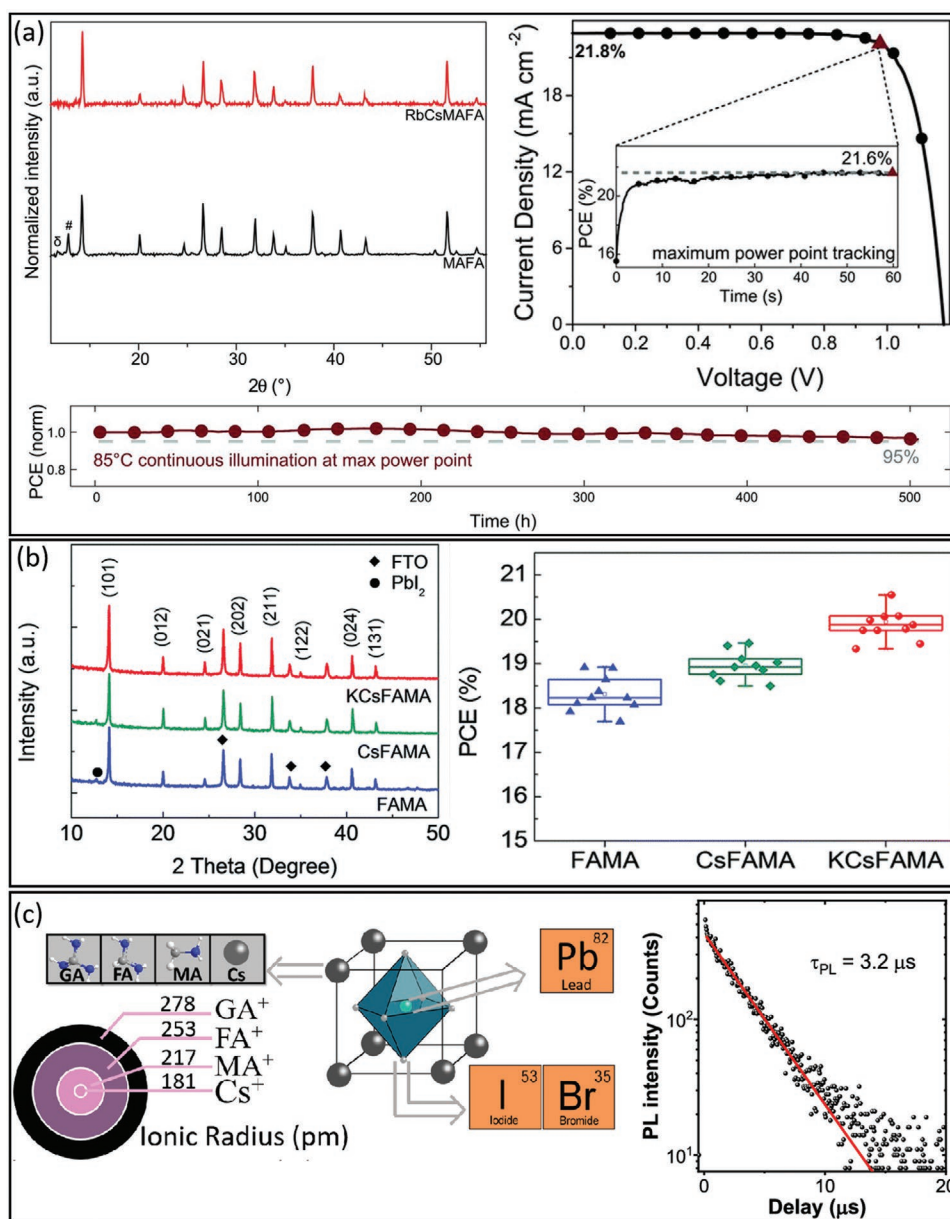 (a)
Normalized intensity (a.u.)
RbCsMAFA
δ #
MAFA
20 30 40 50
2θ (°)
Current Density (mA cm⁻²)
24
18
12
6
0
21.8%
21.6%
PCE (%)
20
16
maximum power point tracking
0 10 20 30 40 50 60
Time (s)
0.0 0.2 0.4 0.6 0.8 1.0
Voltage (V)
PCE (norm)
1.0
0.8
85°C continuous illumination at max power point
95%
0 100 200 300 400 500
Time (h)
(b)
Intensity (a.u.)
◆ FTO
● PbI₂
(101) (012) (021) (202) (211) (122) (024) (131)
KCsFAMA
CsFAMA
FAMA
10 20 30 40 50
2 Theta (Degree)
PCE (%)
21
20
19
18
17
16
15
FAMA CsFAMA KCsFAMA
(c)
GA FA MA Cs
278 GA⁺
253 FA⁺
217 MA⁺
181 Cs⁺
Ionic Radius (pm)
82
Pb
Lead
53
I
Iodide
35
Br
Bromide
PL intensity (Counts)
10²
10¹
τPL = 3.2 μs
0 10 20
Delay (μs)